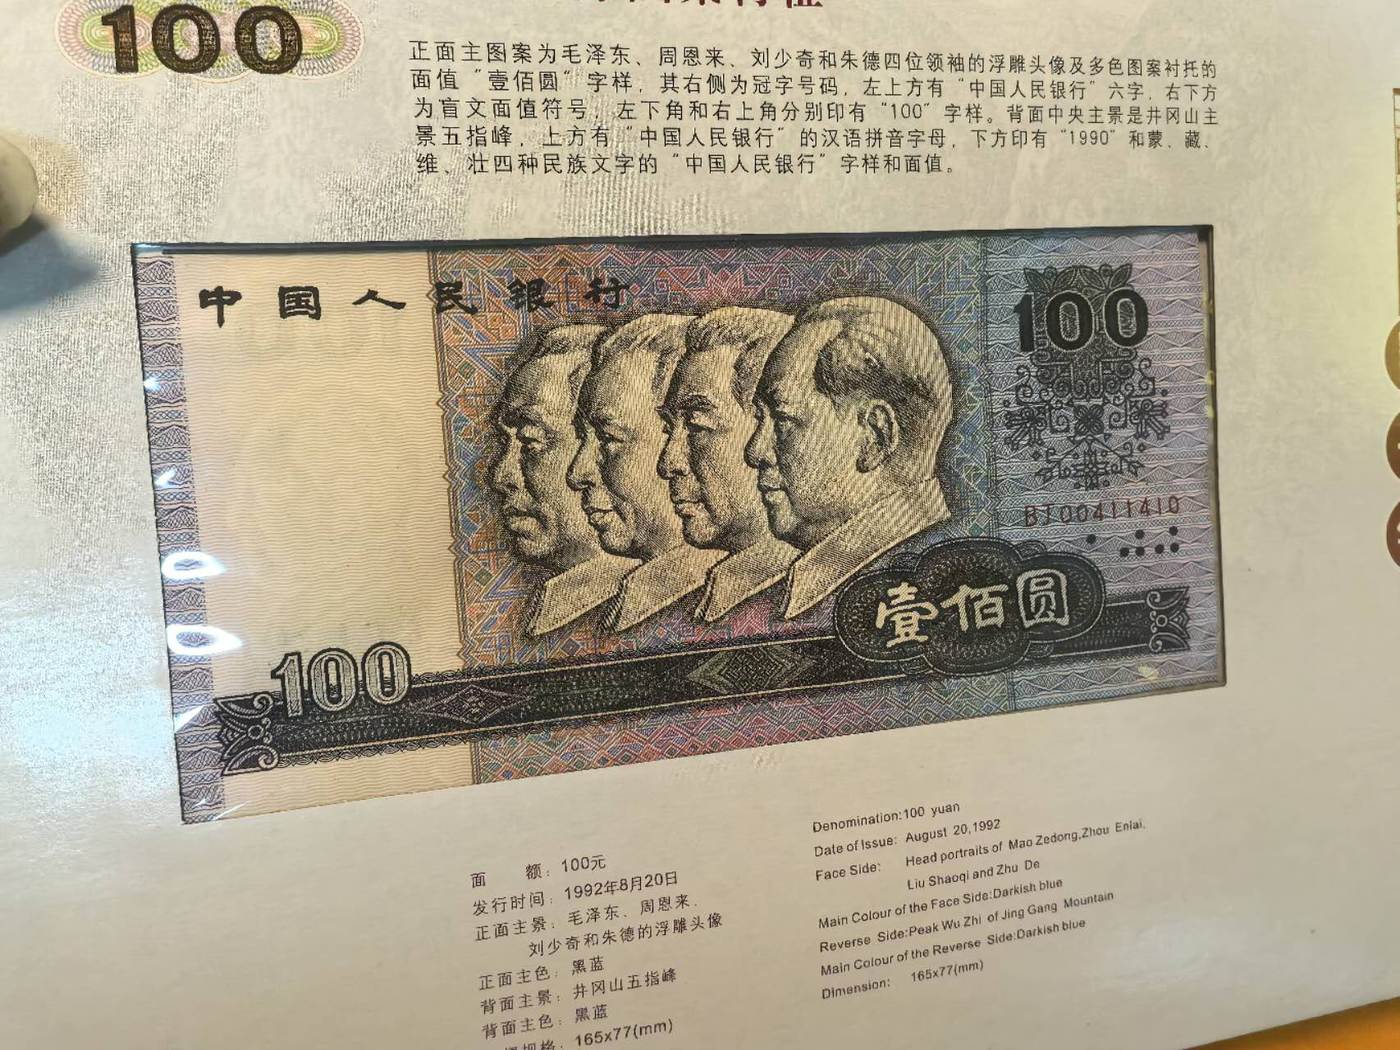 100
正面主图案为毛泽东、周恩来、刘少奇和朱德四位领袖的浮雕头像及多色图案衬托的
面值“壹佰圆”字样，其右侧为冠字号码，左上方有“中国人民银行”六字，右下方
为盲文面值符号，左下角和右上角分别印有“100”字样。背面中央主景是井冈山主
景五指峰，上方有“中国人民银行”的汉语拼音字母，下方印有“1990”和蒙、藏、
维、壮四种民族文字的“中国人民银行”字样和面值。
中国人民银行
100
BJ00411410
壹佰圆
100
面 额：100元
发行时间：1992年8月20日
正面主景：毛泽东、周恩来、
刘少奇和朱德的浮雕头像
正面主色：黑蓝
背面主景：井冈山五指峰
背面主色：黑蓝
165x77(mm)
Denomination:100 yuan
Date of Issue: August 20,1992
Face Side: Head portraits of Mao Zedong,Zhou Enlai,
Liu Shaoqi and Zhu De
Main Colour of the Face Side:Darkish blue
Reverse Side:Peak Wu Zhi of Jing Gang Mountain
Main Colour of the Reverse Side:Darkish blue
Dimension: 165x77(mm)